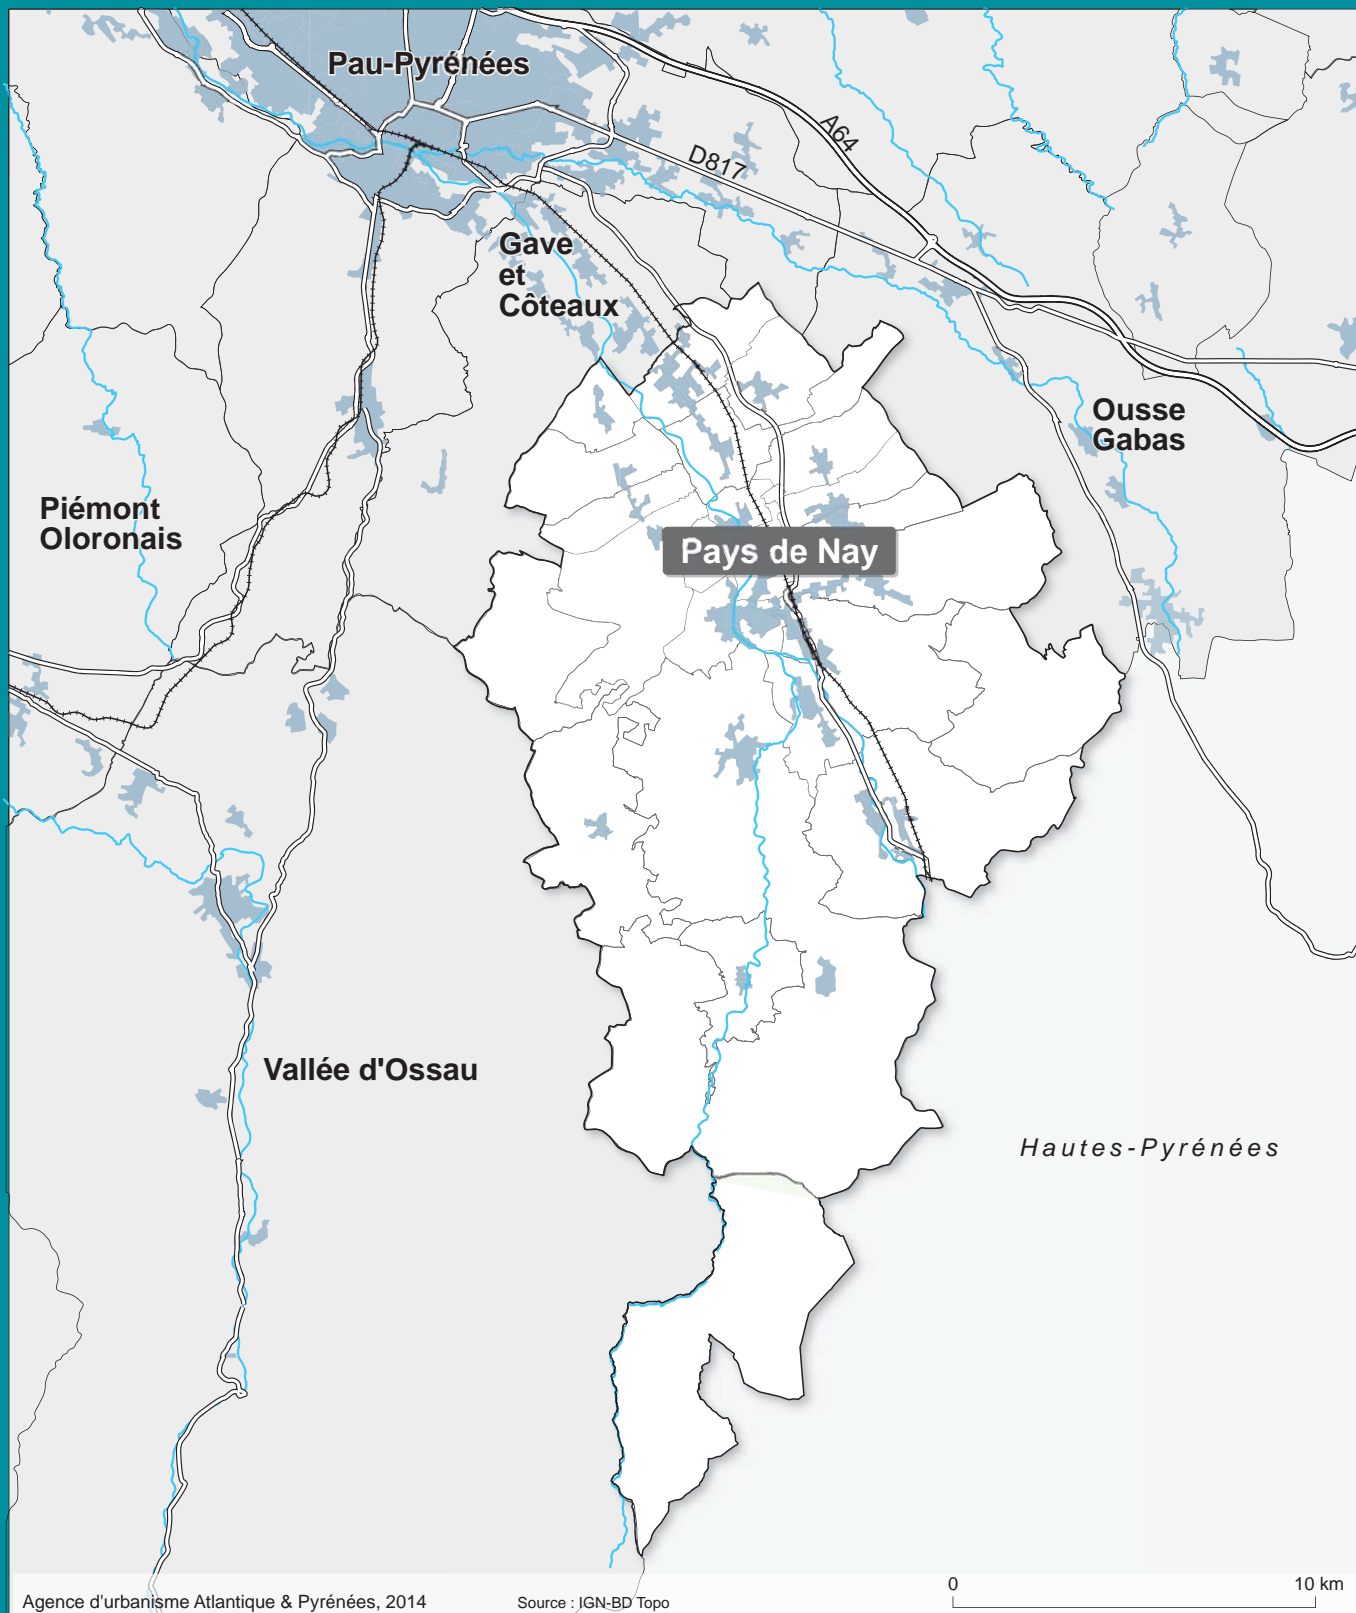 Pau-Pyrénées
A64
D817
Gave
et
Côteaux
Ousse
Gabas
Piémont
Oloronais
Pays de Nay
Vallée d'Ossau
Hautes-Pyrénées
0 10 km
Agence d'urbanisme Atlantique & Pyrénées, 2014 Source : IGN-BD Topo